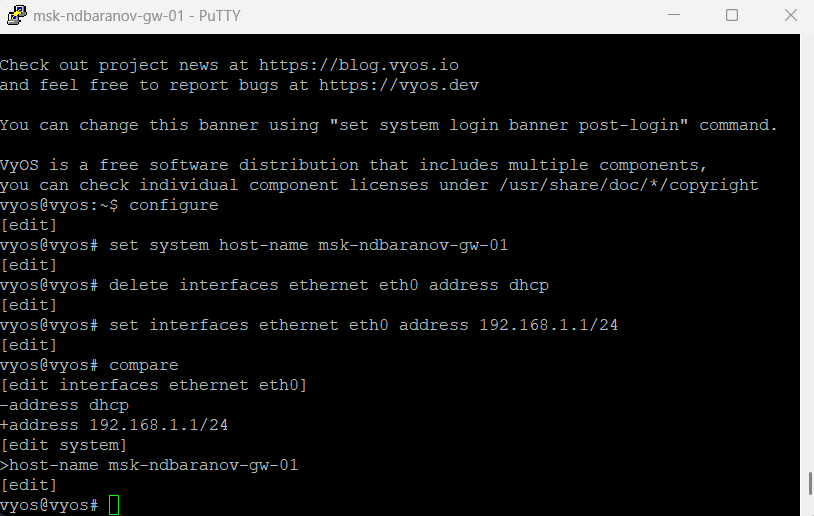 msk-ndbaranov-gw-01 - PuTTY
Check out project news at https://blog.vyos.io
and feel free to report bugs at https://vyos.dev
You can change this banner using "set system login banner post-login" command.
VyOS is a free software distribution that includes multiple components,
you can check individual component licenses under /usr/share/doc/*/copyright
vyos@vyos:~$ configure
[edit]
vyos@vyos# set system host-name msk-ndbaranov-gw-01
[edit]
vyos@vyos# delete interfaces ethernet eth0 address dhcp
[edit]
vyos@vyos# set interfaces ethernet eth0 address 192.168.1.1/24
[edit]
vyos@vyos# compare
[edit interfaces ethernet eth0]
-address dhcp
+address 192.168.1.1/24
[edit system]
>host-name msk-ndbaranov-gw-01
[edit]
vyos@vyos#